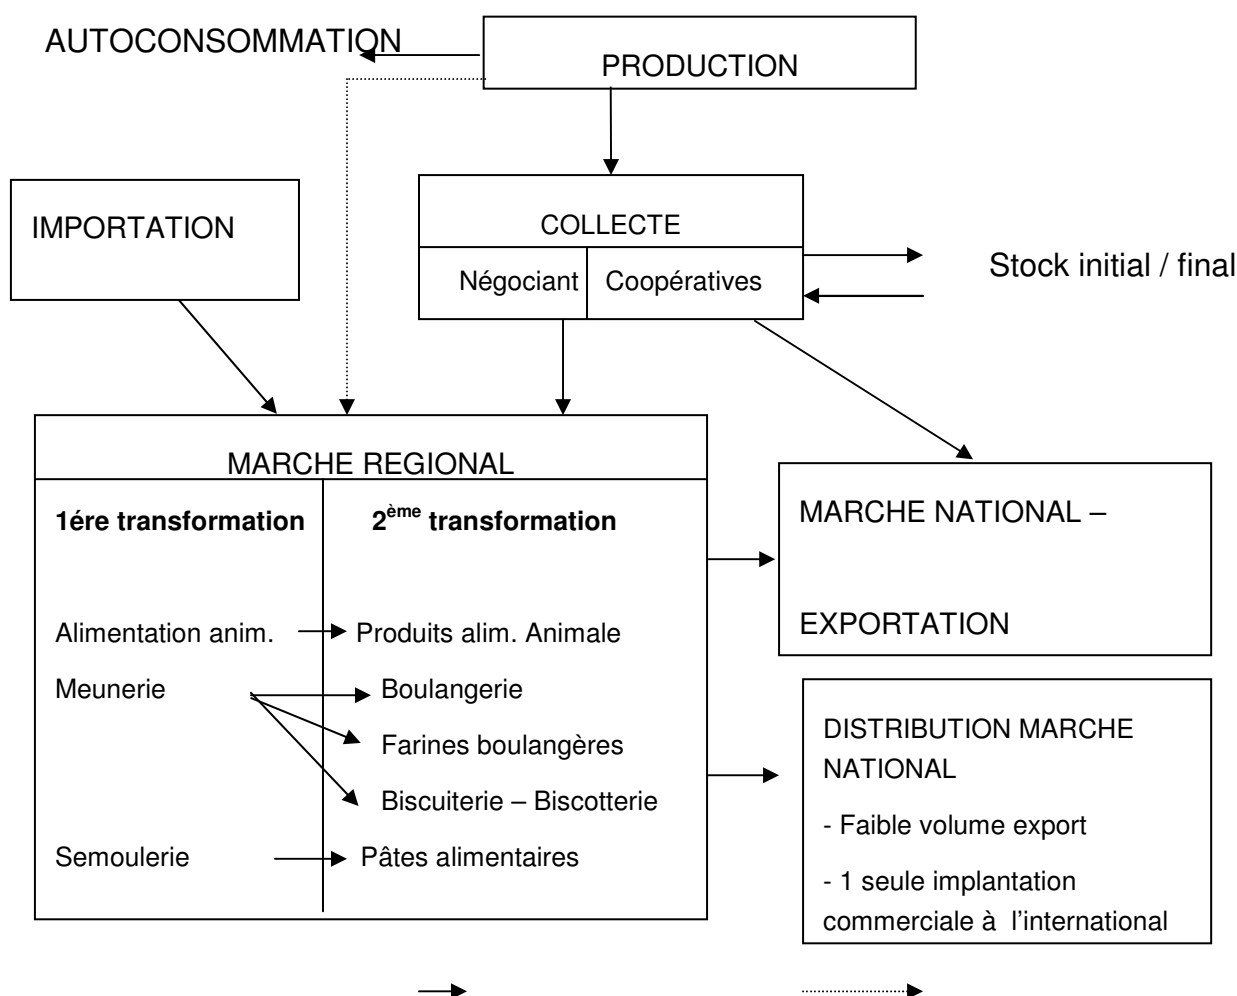 AUTOCONSOMMATION
PRODUCTION
IMPORTATION
COLLECTE
Négociant
Coopératives
Stock initial / final
MARCHE REGIONAL
1ére transformation
2ème transformation
Alimentation anim.
Produits alim. Animale
Meunerie
Boulangerie
Farines boulangères
Biscuiterie – Biscotterie
Semoulerie
Pâtes alimentaires
MARCHE NATIONAL –
EXPORTATION
DISTRIBUTION MARCHE
NATIONAL
- Faible volume export
- 1 seule implantation
commerciale à l'international